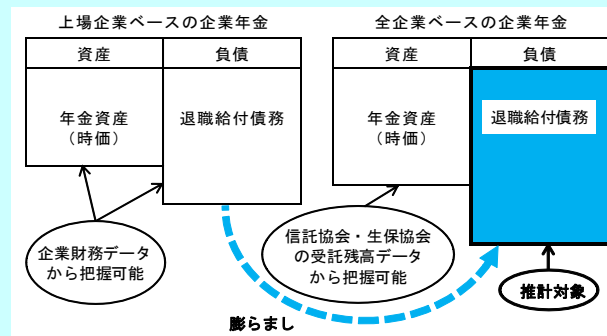 上場企業ベースの企業年金
資産
負債
年金資産
（時価）
退職給付債務
企業財務データ
から把握可能
全企業ベースの企業年金
資産
負債
年金資産
（時価）
退職給付債務
信託協会・生保協会
の受託残高データ
から把握可能
推計対象
膨らまし